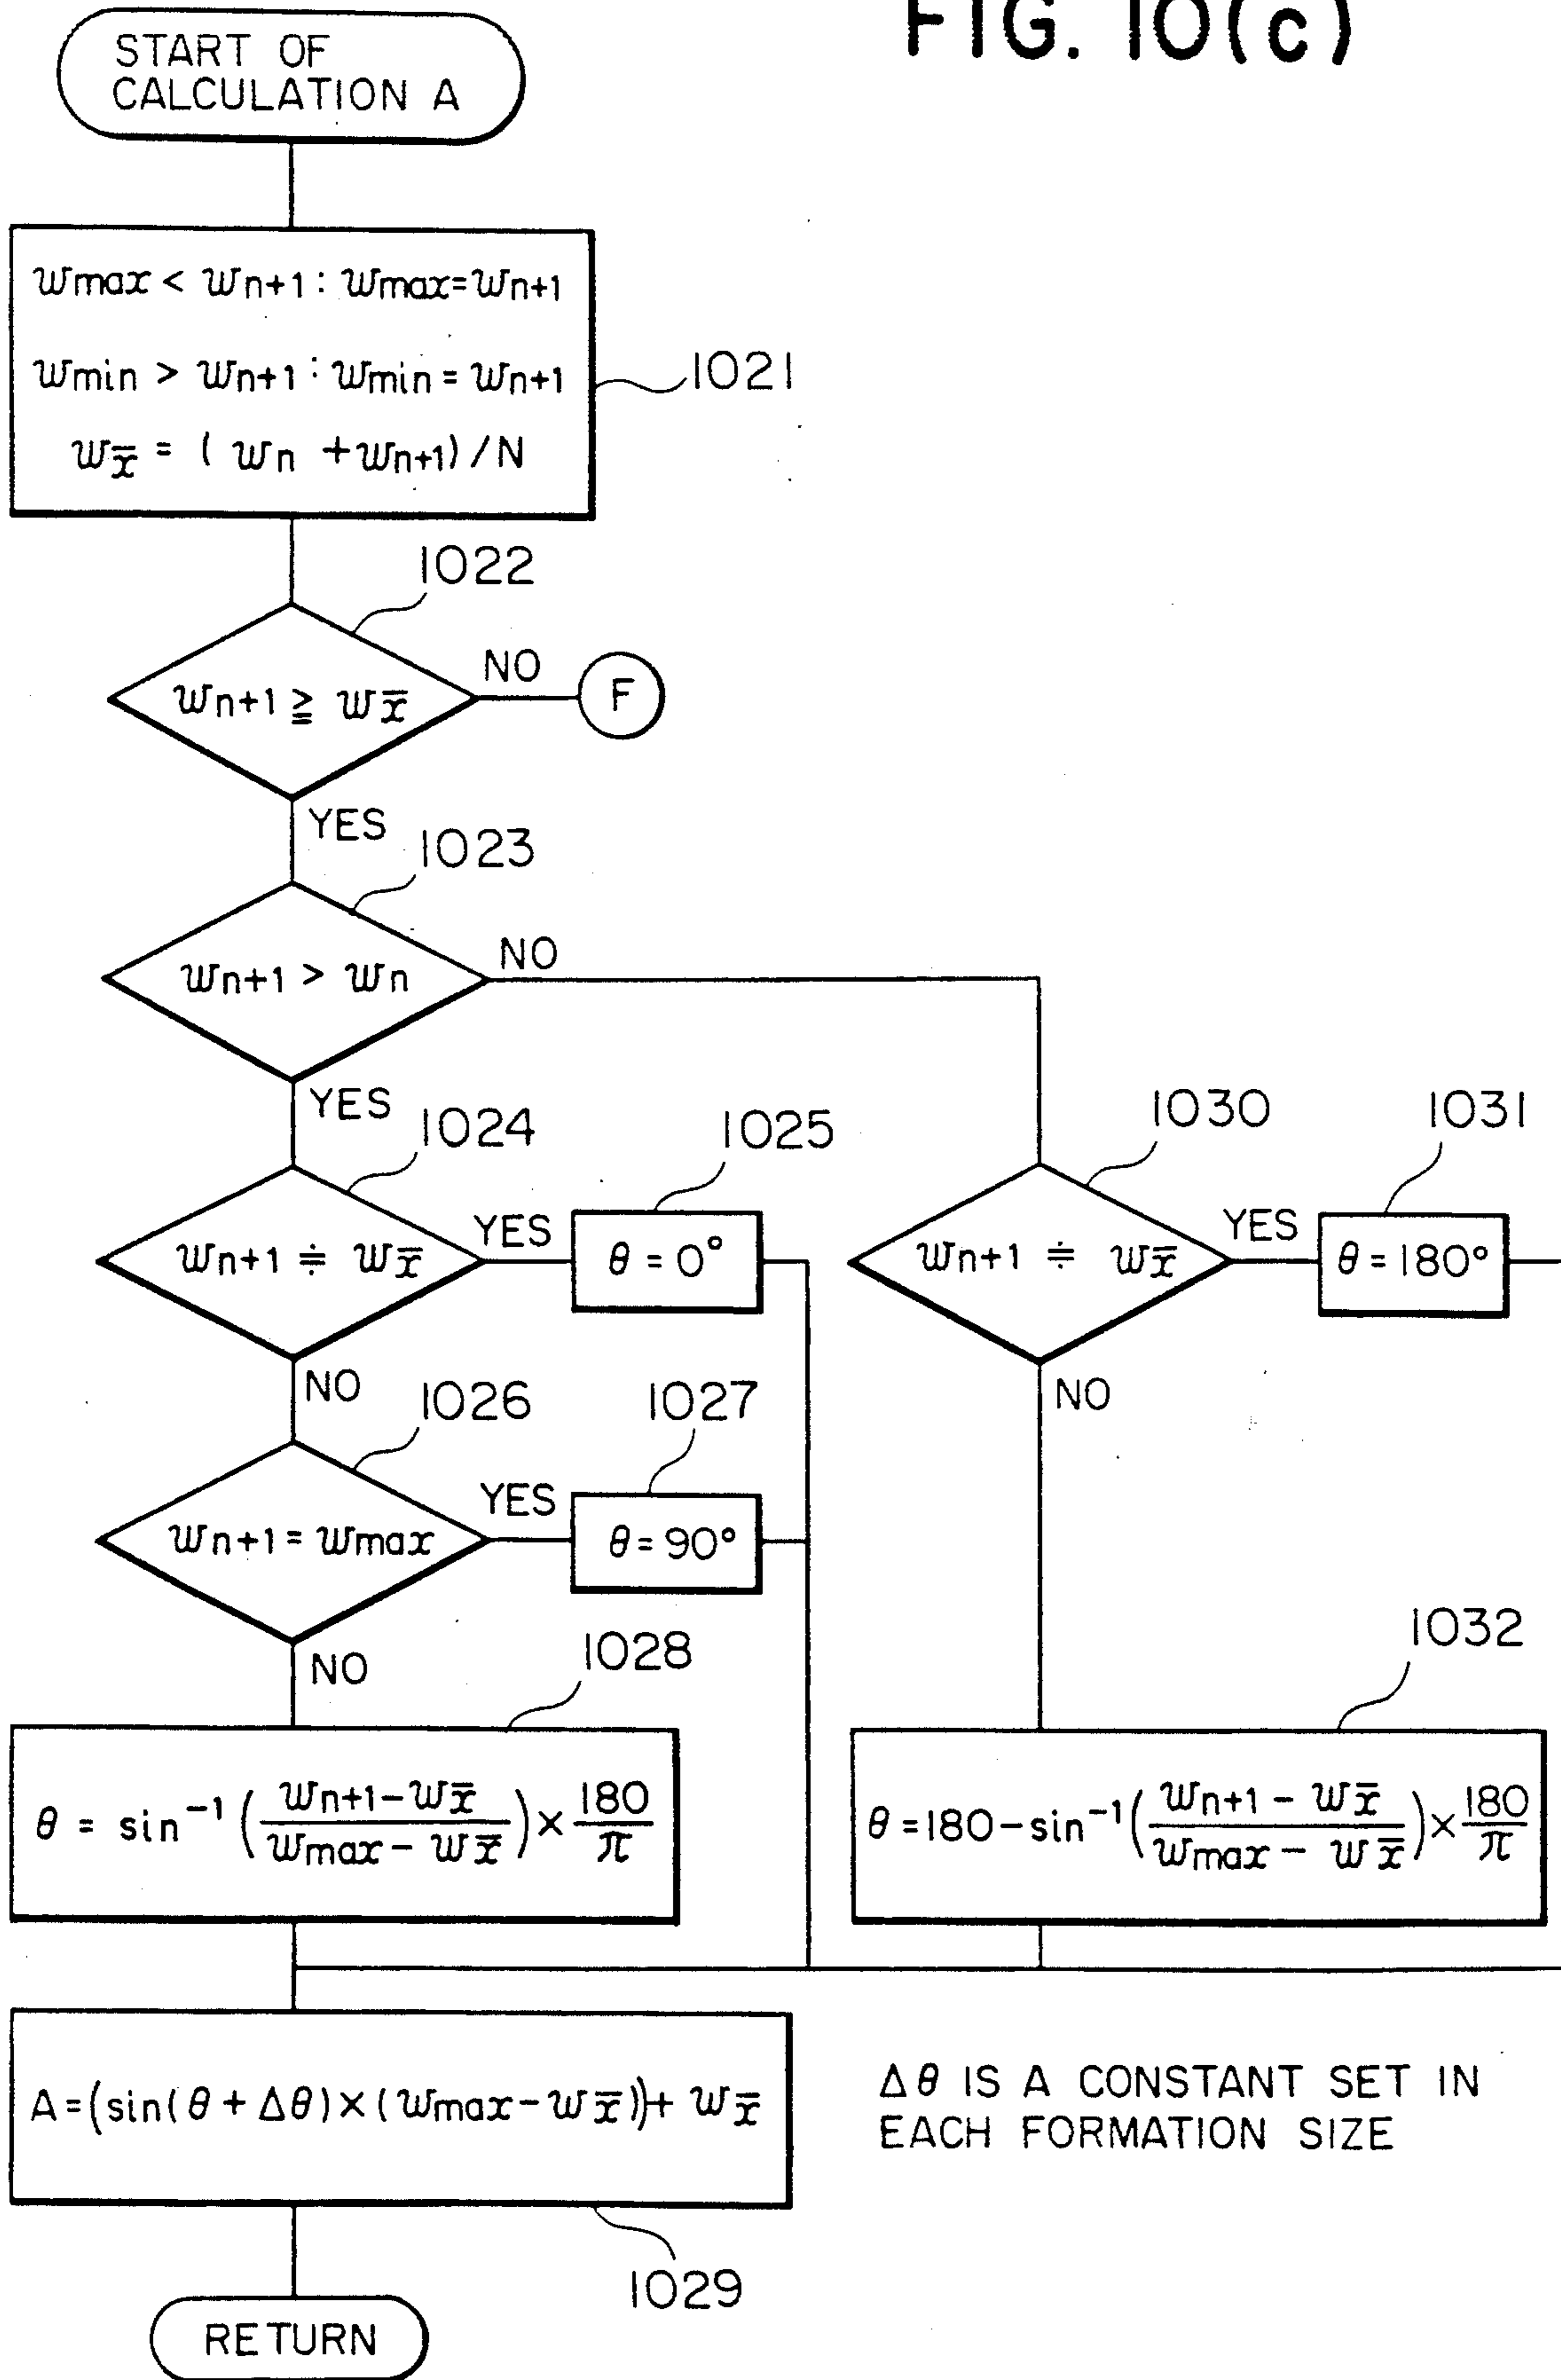 FIG. 10(c)
START OF
CALCULATION A
wmax < wn+1 : wmax=wn+1
wmin > wn+1 : wmin = wn+1
wx̅ = ( wn +wn+1) / N
1021
1022
wn+1 ≧ wx̅
NO
F
YES
1023
wn+1 > wn
NO
YES
1024
wn+1 ≑ wx̅
YES
1025
θ = 0°
1030
wn+1 ≑ wx̅
YES
1031
θ = 180°
NO
1026
wn+1 = wmax
YES
1027
θ = 90°
NO
NO
1028
θ = sin⁻¹ (wn+1-wx̅ / wmax- wx̅) × 180/π
1032
θ = 180 - sin⁻¹ (wn+1 - wx̅ / wmax - wx̅) × 180/π
A = (sin(θ + Δθ) × (wmax-wx̅)) + wx̅
1029
Δθ IS A CONSTANT SET IN
EACH FORMATION SIZE
RETURN